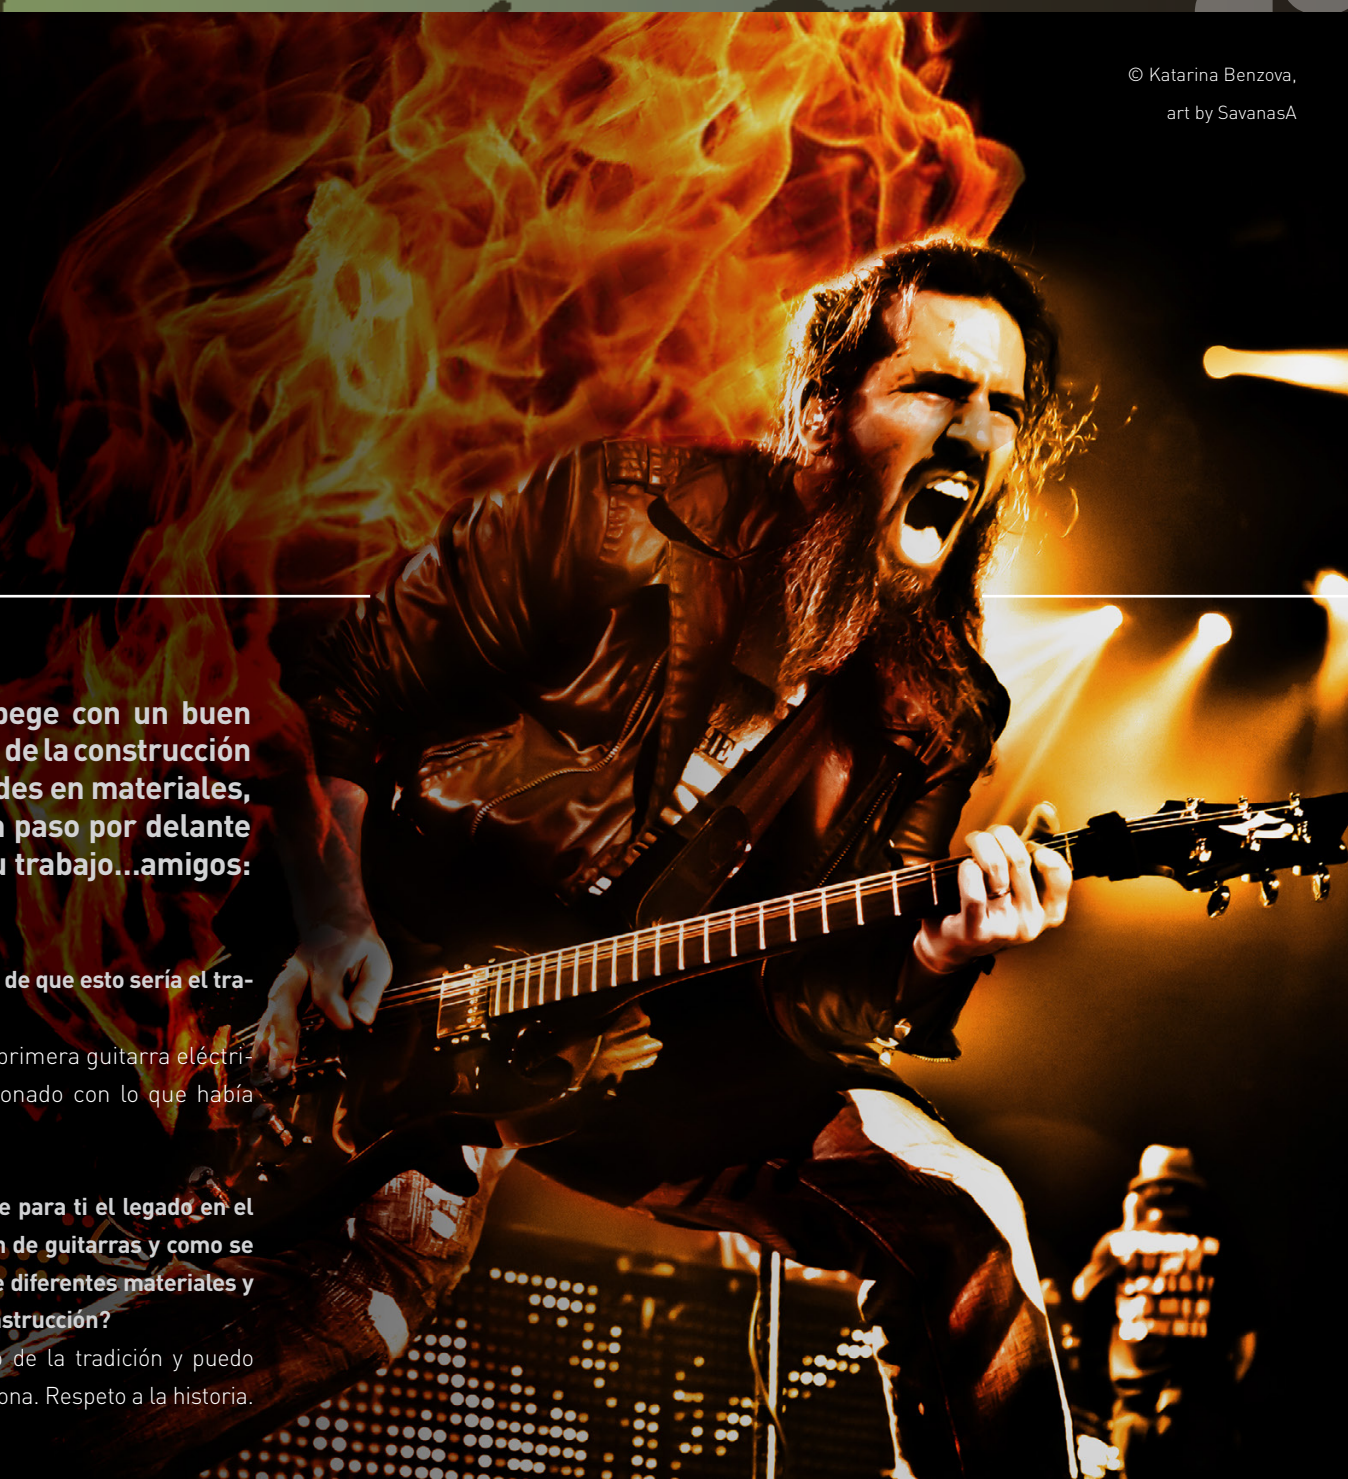 © Katarina Benzova,
art by SavanasA
pege con un buen
de la construcción
des en materiales,
paso por delante
trabajo...amigos:
de que esto sería el tra-
primera guitarra eléctri-
onado con lo que había
e para ti el legado en el
n de guitarras y como se
e diferentes materiales y
nstrucción?
de la tradición y puedo
ona. Respeto a la historia.